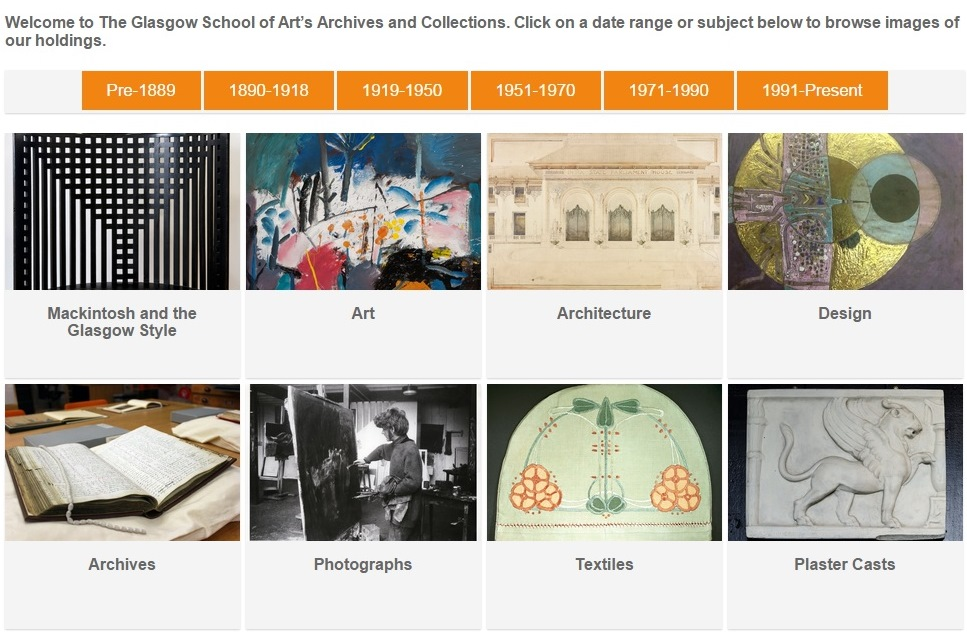 Welcome to The Glasgow School of Art’s Archives and Collections. Click on a date range or subject below to browse images of
our holdings.
Pre-1889
1890-1918
1919-1950
1951-1970
1971-1990
1991-Present
Mackintosh and the
Glasgow Style
Art
Architecture
Design
Archives
Photographs
Textiles
Plaster Casts